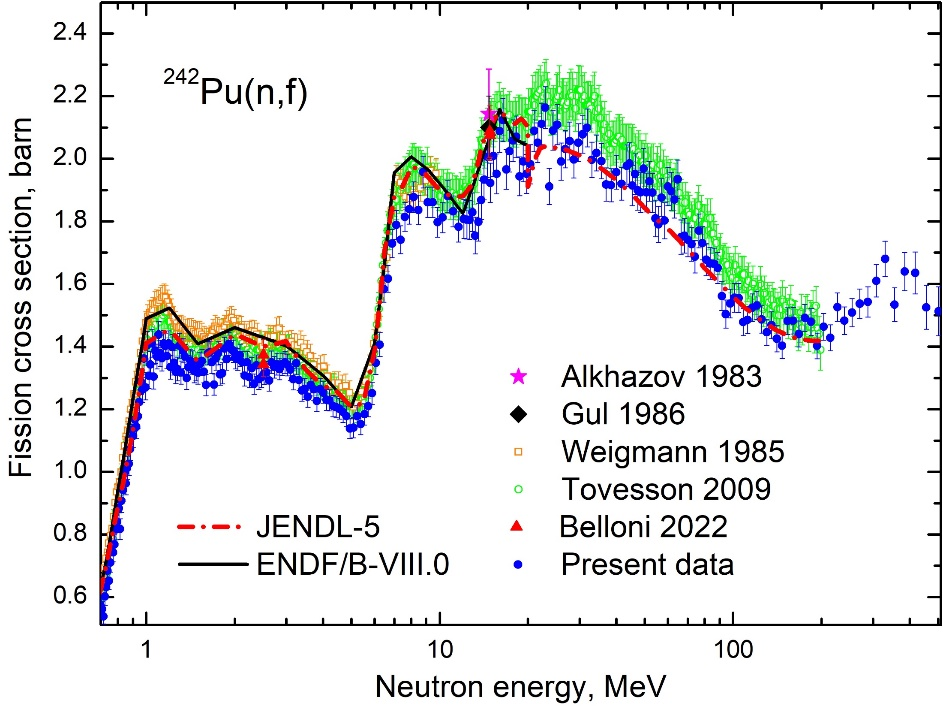 2.4
2.2
2.0
1.8
1.6
1.4
1.2
1.0
0.8
0.6
Fission cross section, barn
²⁴²Pu(n,f)
Alkhazov 1983
Gul 1986
Weigmann 1985
Tovesson 2009
Belloni 2022
Present data
JENDL-5
ENDF/B-VIII.0
1 10 100
Neutron energy, MeV